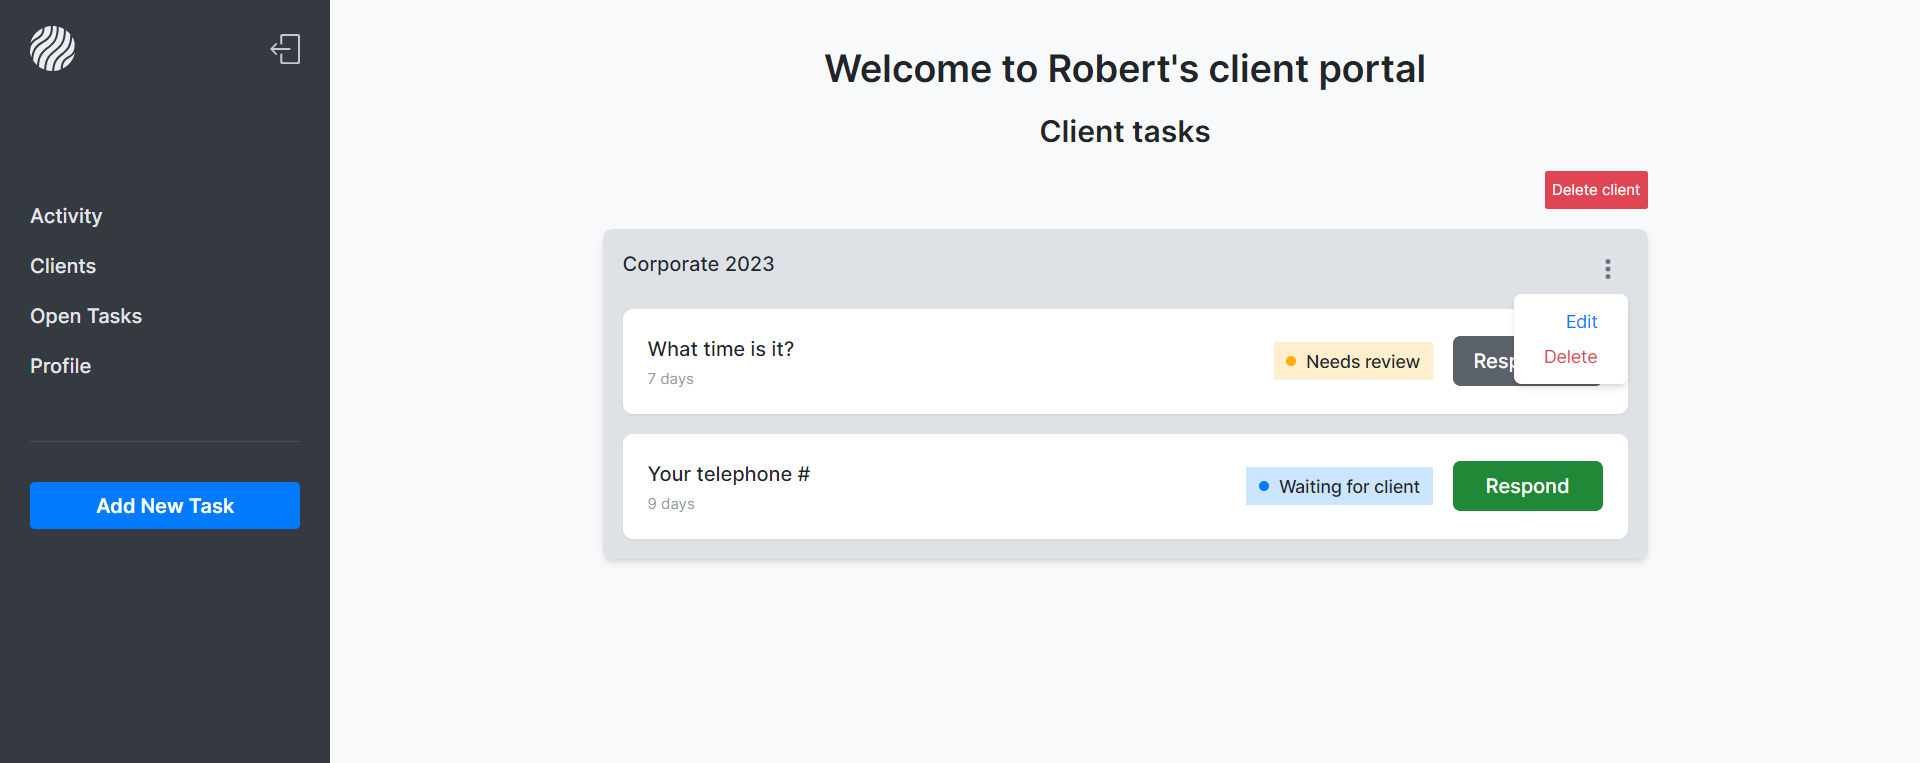 Activity
Clients
Open Tasks
Profile
Add New Task
Welcome to Robert's client portal
Client tasks
Delete client
Corporate 2023
Edit
Delete
What time is it?
7 days
Needs review
Your telephone #
9 days
Waiting for client
Respond